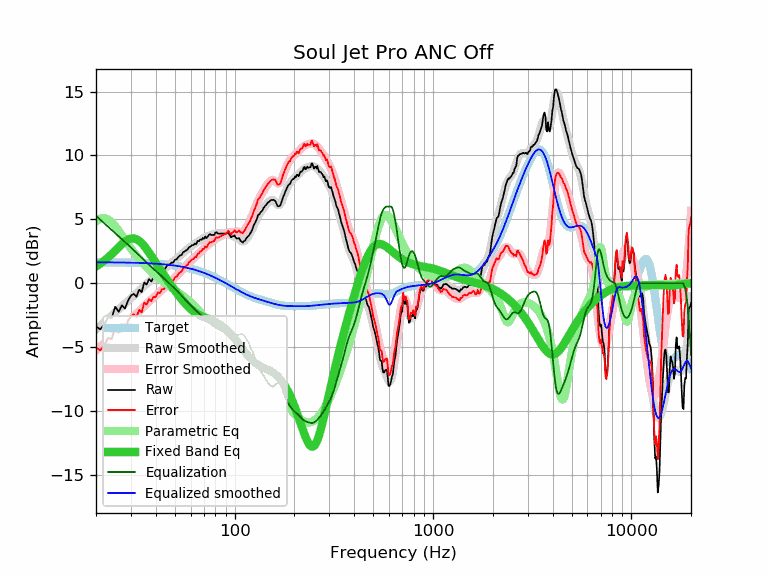 Soul Jet Pro ANC Off
Amplitude (dBr)
15
10
5
0
−5
−10
−15
Target
Raw Smoothed
Error Smoothed
Raw
Error
Parametric Eq
Fixed Band Eq
Equalization
Equalized smoothed
100
1000
10000
Frequency (Hz)